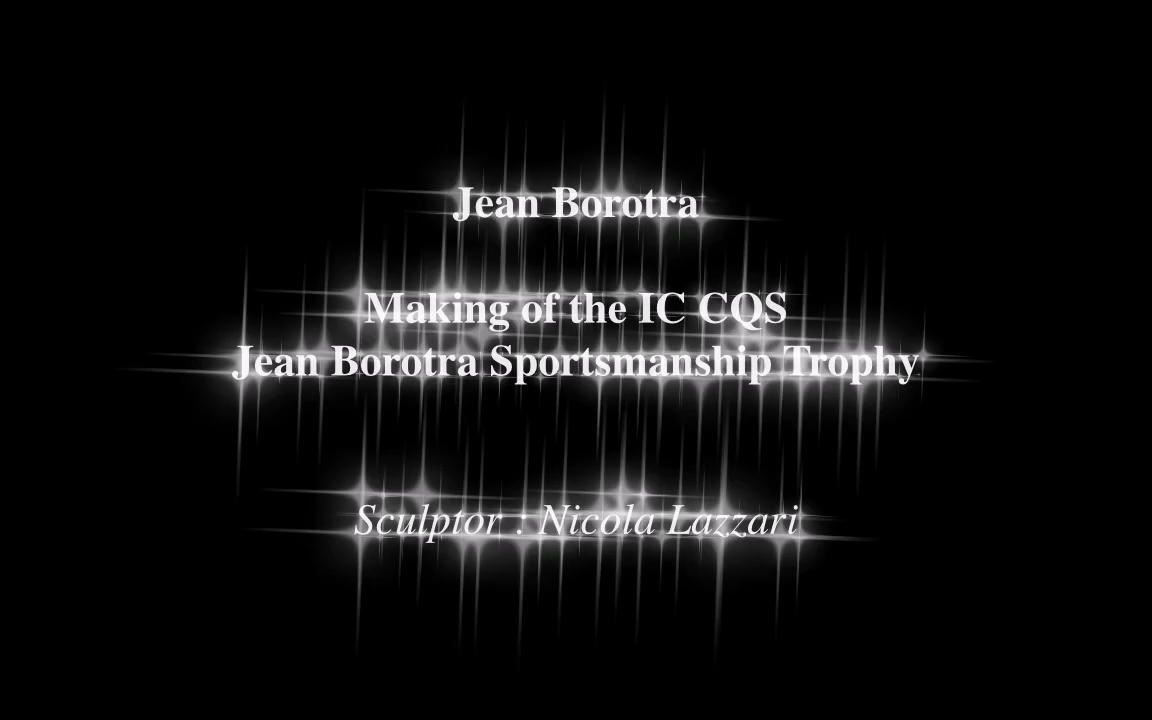 Jean Borotra
Making of the IC CQS
Jean Borotra Sportsmanship Trophy
Sculptor : Nicola Lazzari